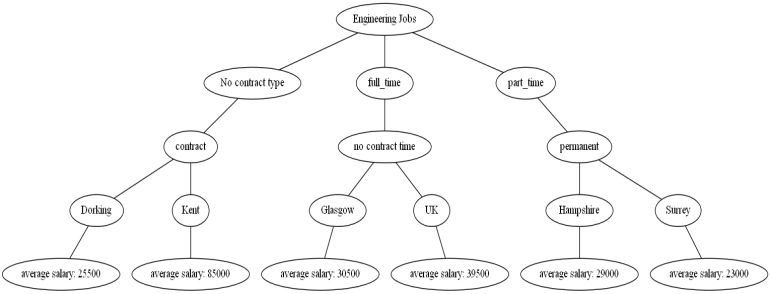 Engineering Jobs
No contract type
full_time
part_time
contract
no contract time
permanent
Dorking
Kent
Glasgow
UK
Hampshire
Surrey
average salary: 25500
average salary: 85000
average salary: 30500
average salary: 39500
average salary: 29000
average salary: 23000